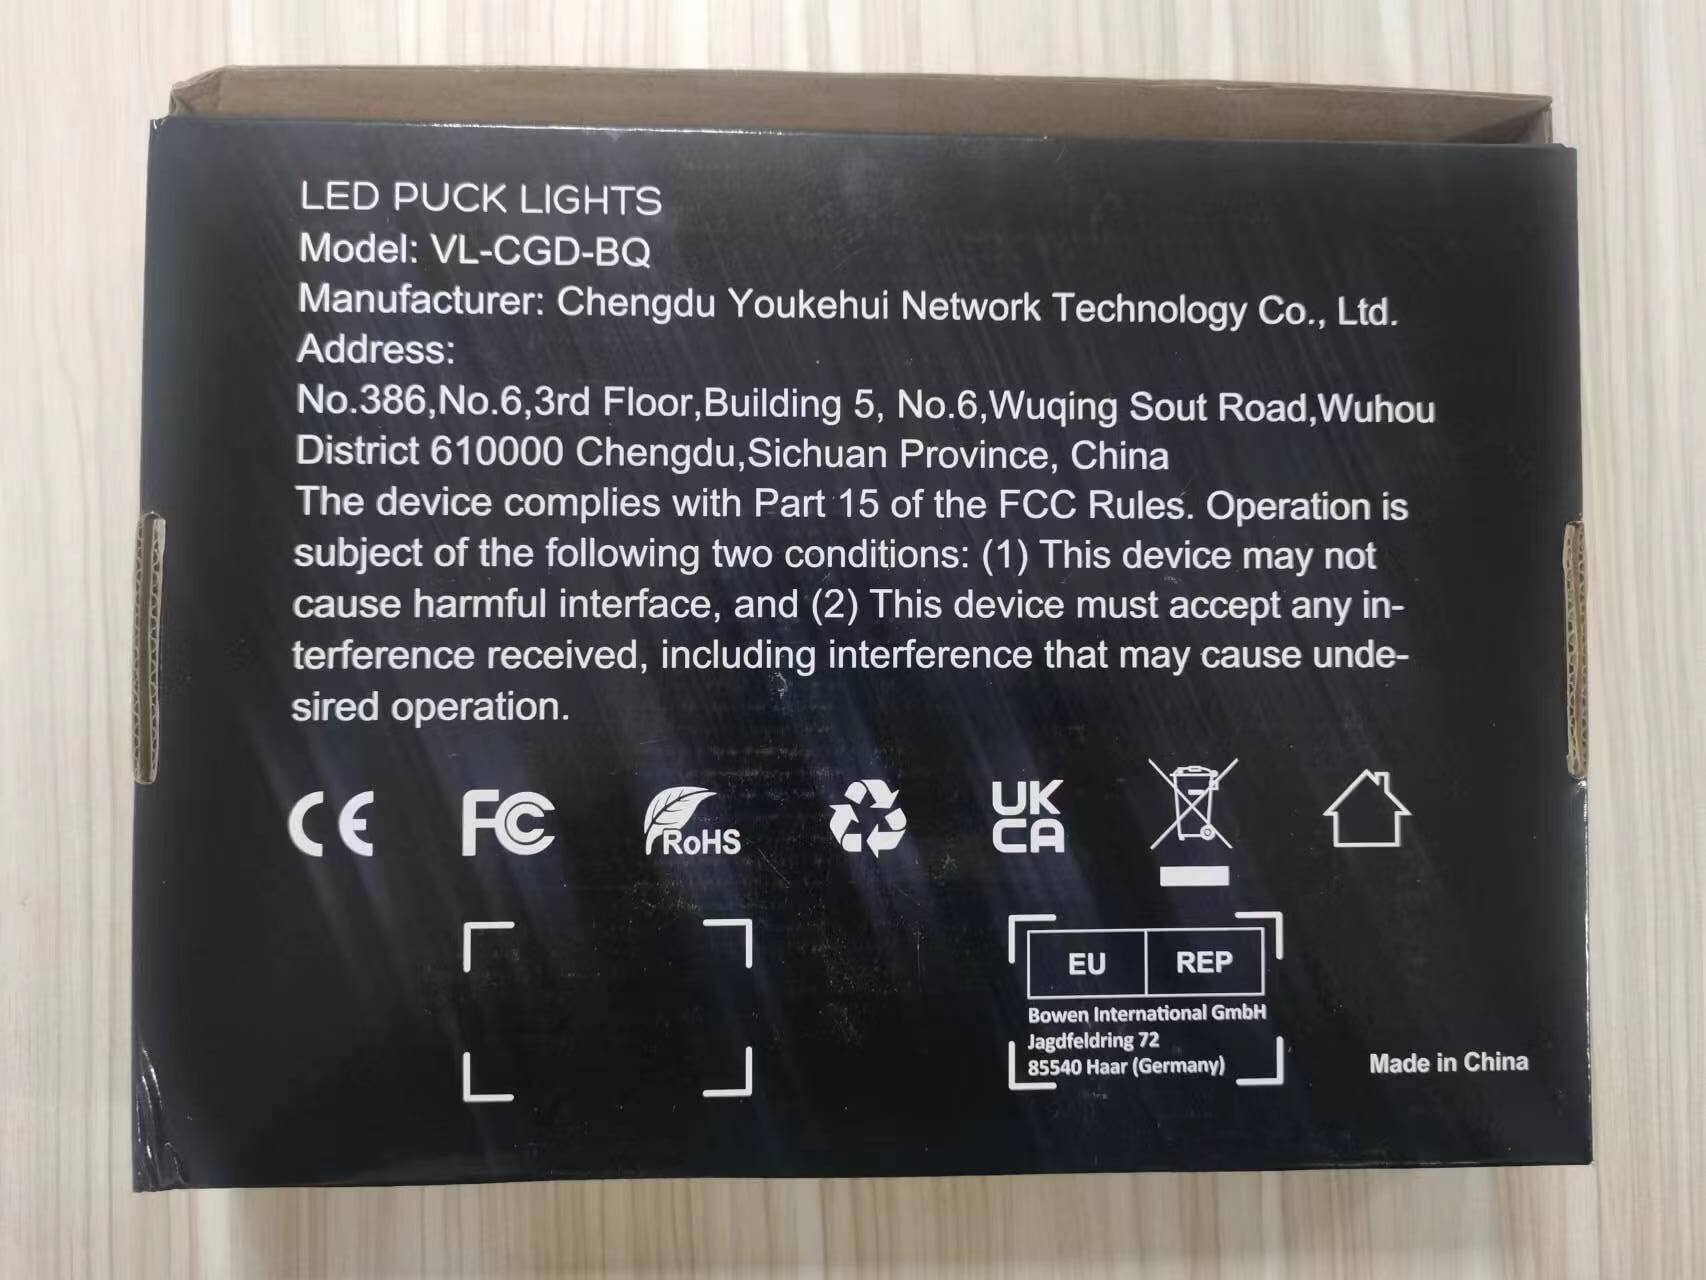 LED PUCK LIGHTS
Model: VL-CGD-BQ
Manufacturer: Chengdu Youkehui Network Technology Co., Ltd.
Address:
No.386,No.6,3rd Floor,Building 5, No.6,Wuqing Sout Road,Wuhou
District 610000 Chengdu,Sichuan Province, China
The device complies with Part 15 of the FCC Rules. Operation is
subject of the following two conditions: (1) This device may not
cause harmful interface, and (2) This device must accept any in-
terference received, including interference that may cause unde-
sired operation.
CE FC RoHS UK
CA
EU REP
Bowen International GmbH
Jagdfeldring 72
85540 Haar (Germany)
Made in China